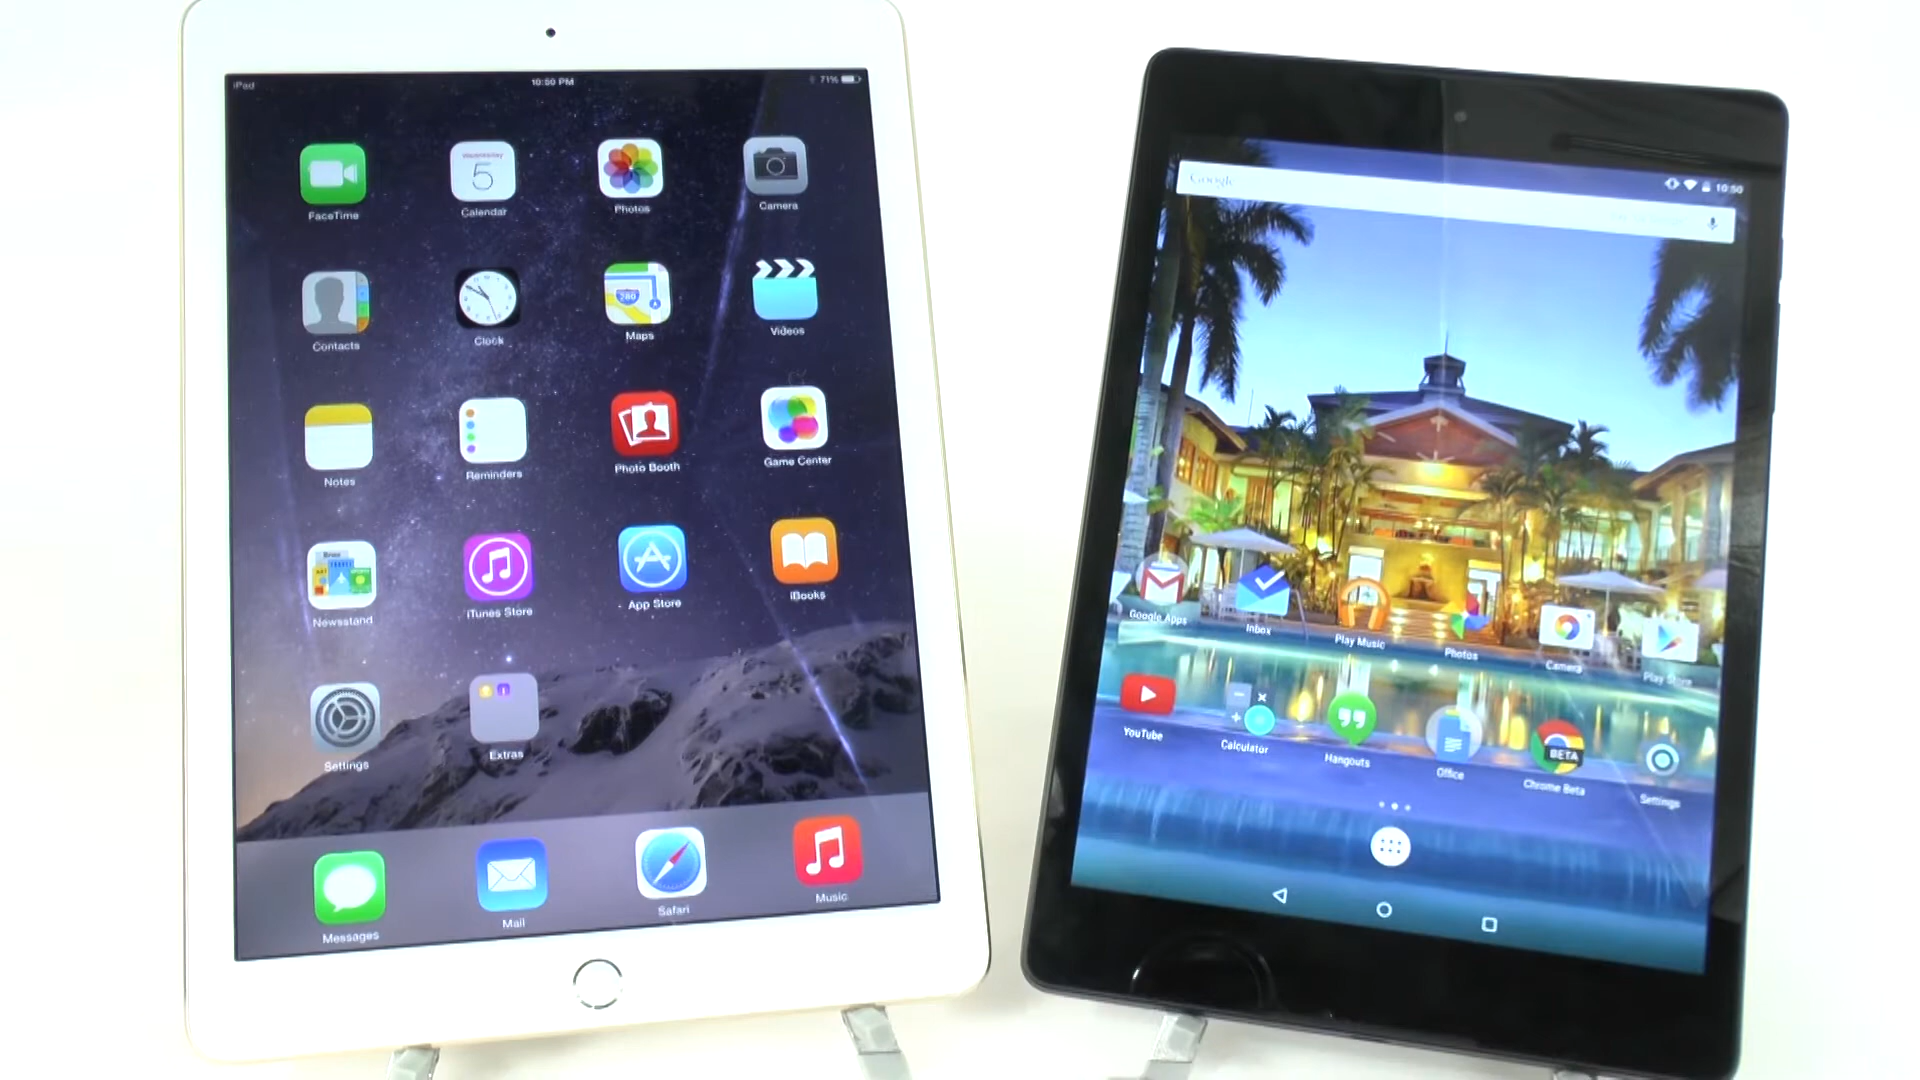 iPad
10:50 PM
71%
FaceTime
Wednesday
5
Calendar
Photos
Camera
Contacts
Clock
280
Maps
Videos
Notes
Reminders
Photo Booth
Game Center
TRAVEL
Newsstand
iTunes Store
App Store
iBooks
Settings
Extras
Messages
Mail
Safari
Music
Google
10:50
Google Apps
Inbox
Play Music
Photos
Camera
Play Store
YouTube
Calculator
Hangouts
Office
BETA
Chrome Beta
Settings